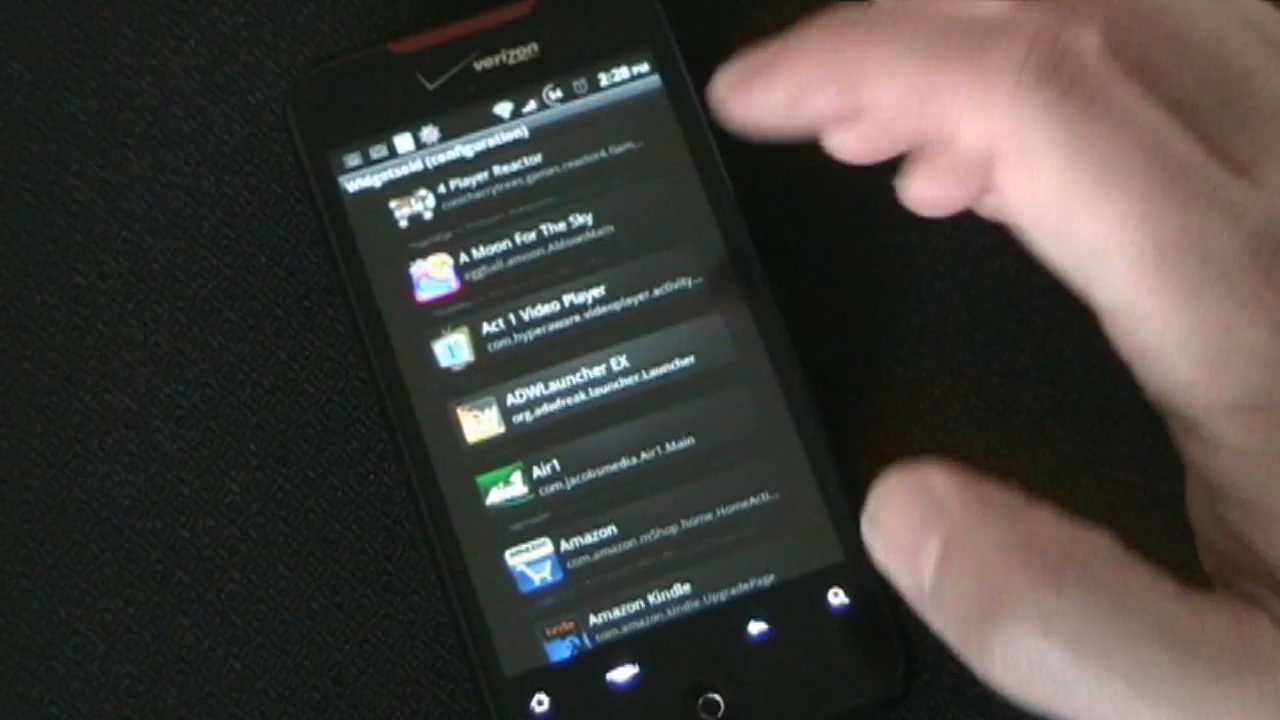 verizon
2:28 PM
Widgetsoid (configuration)
4 Player Reactor
A Moon For The Sky
Act 1 Video Player
com.hyperaware.videoplayer.activity...
ADWLauncher EX
org.adwfreak.launcher.Launcher
Air1
com.jacobsmedia.Air1.Main
Amazon
com.amazon.mShop.home.HomeActi...
Amazon Kindle
com.amazon.kindle.UpgradePage